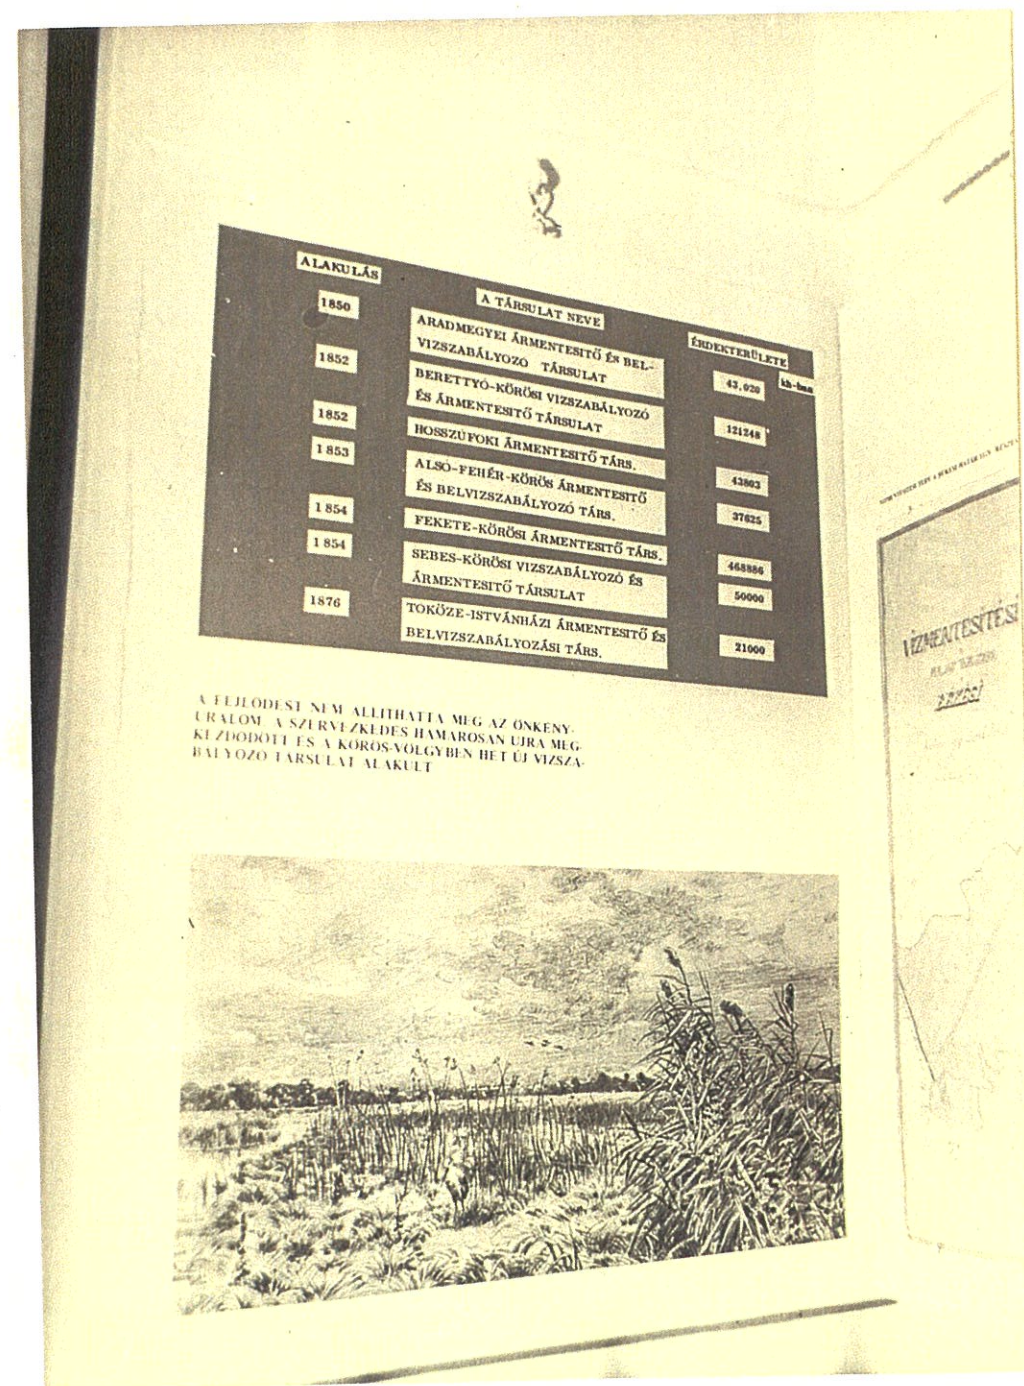 ALAKULÁS
A TÁRSULAT NEVE
ÉRDEKTERÜLETE
kh-ban
1850
ARADMEGYEI ÁRMENTESITŐ ÉS BEL-
VIZSZABÁLYOZÓ TÁRSULAT
43,020
1852
BERETTYÓ-KÖRÖSI VIZSZABÁLYOZÓ
ÉS ÁRMENTESITŐ TÁRSULAT
121248
1852
HOSSZÚFOKI ÁRMENTESITŐ TÁRS.
43803
1853
ALSÓ-FEHÉR-KÖRÖS ÁRMENTESITŐ
ÉS BELVIZSZABÁLYOZÓ TÁRS.
37625
1854
FEKETE-KÖRÖSI ÁRMENTESITŐ TÁRS.
468886
1854
SEBES-KÖRÖSI VIZSZABÁLYOZÓ ÉS
ÁRMENTESITŐ TÁRSULAT
50000
1876
TOKÖZE-ISTVÁNHÁZI ÁRMENTESITŐ ÉS
BELVIZSZABÁLYOZÁSI TÁRS.
21000
A FEJLŐDÉST NEM ÁLLITHATTA MEG AZ ÖNKÉNY-
URALOM. A SZERVEZKEDÉS HAMAROSAN UJRA MEG-
KEZDŐDÖTT ÉS A KÖRÖS-VÖLGYBEN HÉT ÚJ VIZSZA-
BÁLYOZÓ TÁRSULAT ALAKULT
VÍZMENTESÍTÉSI